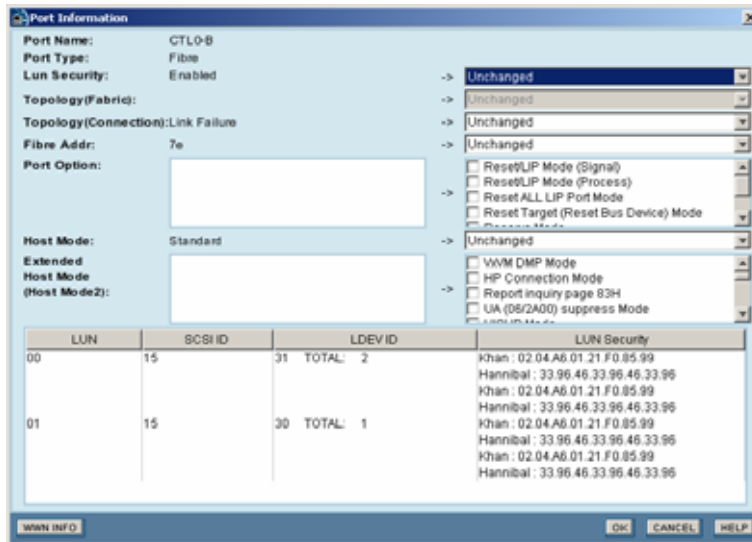 Port Information
Port Name: CTL0-B
Port Type: Fibre
Lun Security: Enabled -> Unchanged
Topology(Fabric): -> Unchanged
Topology(Connection):Link Failure -> Unchanged
Fibre Addr: 7e -> Unchanged
Port Option: Reset/LIP Mode (Signal)
Reset/LIP Mode (Process)
-> Reset ALL LIP Port Mode
Reset Target (Reset Bus Device) Mode
Host Mode: Standard -> Unchanged
Extended VxVM DMP Mode
Host Mode HP Connection Mode
(Host Mode2): -> Report inquiry page 83H
UA (06/2A00) suppress Mode
LUN SCSI ID LDEV ID LUN Security
00 15 31 TOTAL: 2 Khan : 02.04.A6.01.21.F0.85.99
Hannibal : 33.96.46.33.96.46.33.96
Khan : 02.04.A6.01.21.F0.85.99
Hannibal : 33.96.46.33.96.46.33.96
01 15 30 TOTAL: 1 Khan : 02.04.A6.01.21.F0.85.99
Hannibal : 33.96.46.33.96.46.33.96
Khan : 02.04.A6.01.21.F0.85.99
Hannibal : 33.96.46.33.96.46.33.96
WWN INFO OK CANCEL HELP